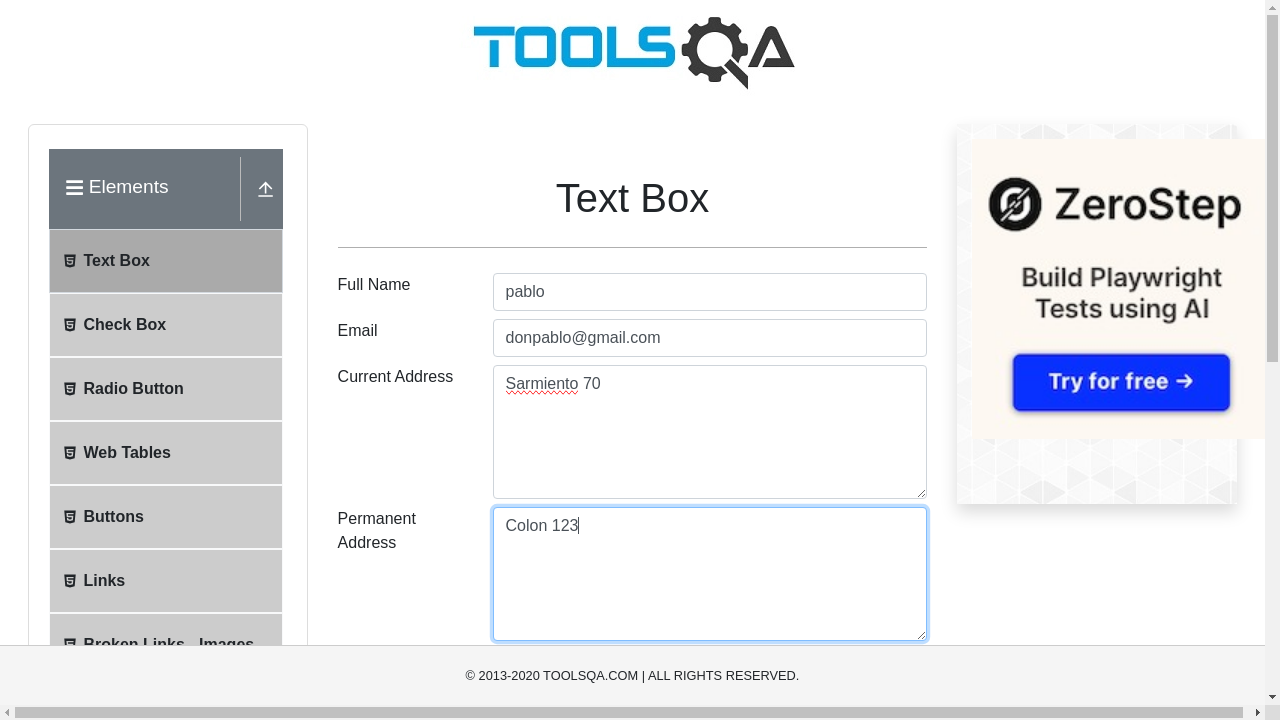 TOOLSQA
Elements
Text Box
Check Box
Radio Button
Web Tables
Buttons
Links
Broken Links - Images
Text Box
Full Name
pablo
Email
donpablo@gmail.com
Current Address
Sarmiento 70
Permanent
Address
Colon 123
ZeroStep
Build Playwright
Tests using AI
Try for free →
© 2013-2020 TOOLSQA.COM | ALL RIGHTS RESERVED.